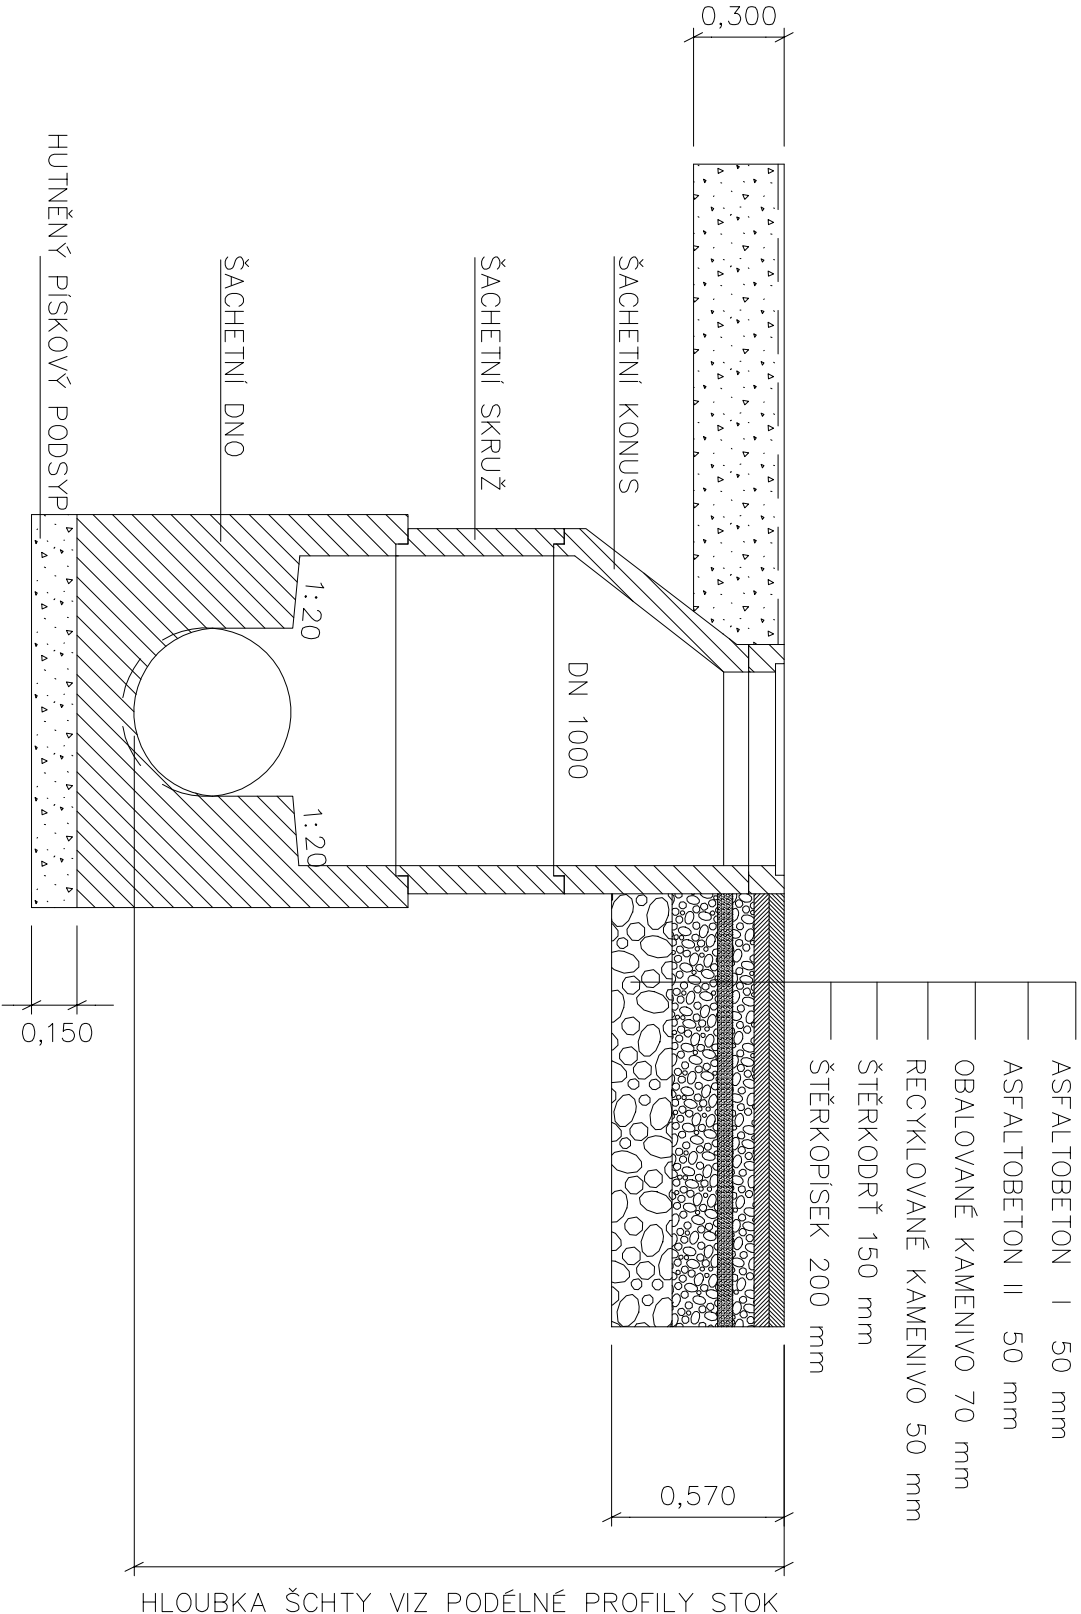 ASFALTOBETON I 50 mm
ASFALTOBETON II 50 mm
OBALOVANÉ KAMENIVO 70 mm
RECYKLOVANÉ KAMENIVO 50 mm
ŠTĚRKODRŤ 150 mm
ŠTĚRKOPÍSEK 200 mm
0,300
ŠACHETNÍ KONUS
ŠACHETNÍ SKRUŽ
ŠACHETNÍ DNO
HUTNĚNÝ PÍSKOVÝ PODSYP
DN 1000
1:20
1:20
0,150
0,570
HLOUBKA ŠCHTY VIZ PODÉLNÉ PROFILY STOK